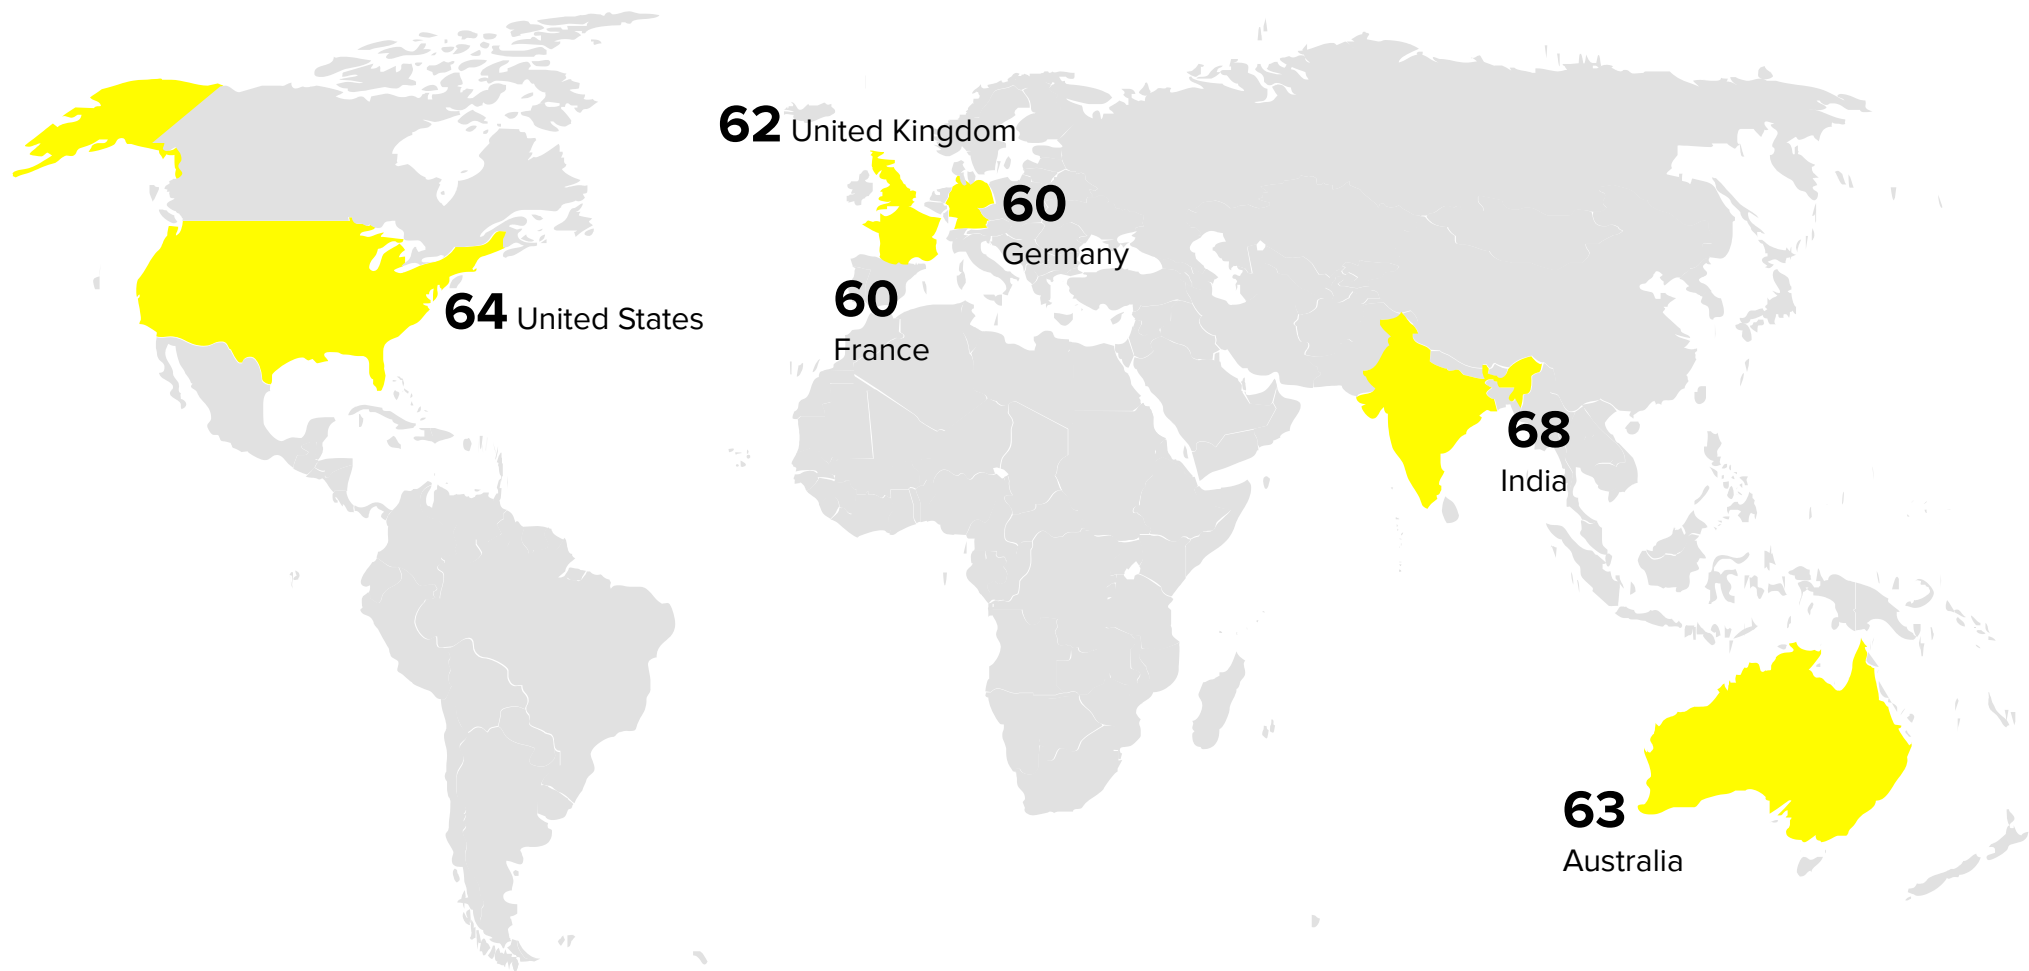 62 United Kingdom
60
Germany
60
France
64 United States
68
India
63
Australia